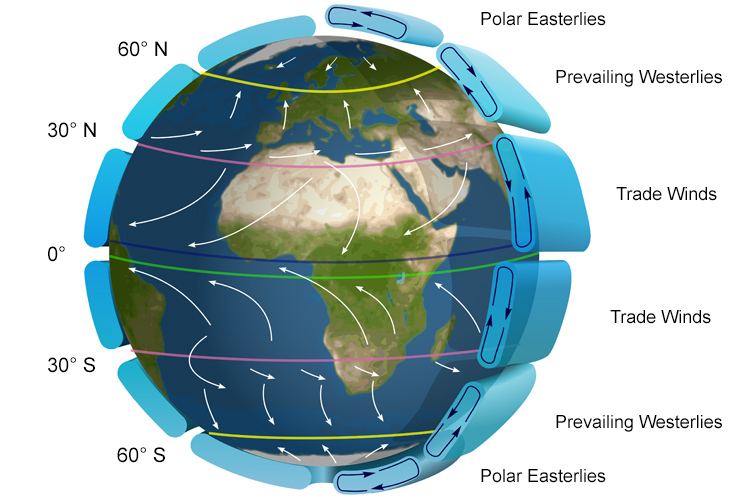 Polar Easterlies
60° N
Prevailing Westerlies
30° N
Trade Winds
0°
Trade Winds
30° S
Prevailing Westerlies
60° S
Polar Easterlies